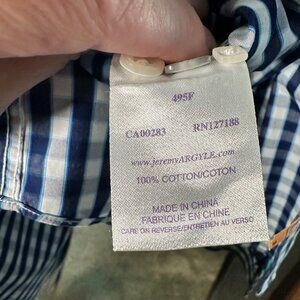 495F
CA00283 RN127188
www.jeremyARGYLE.com
100% COTTON/COTON
MADE IN CHINA
FABRIQUE EN CHINE
CARE ON REVERSE/ENTRETIEN AU VERSO